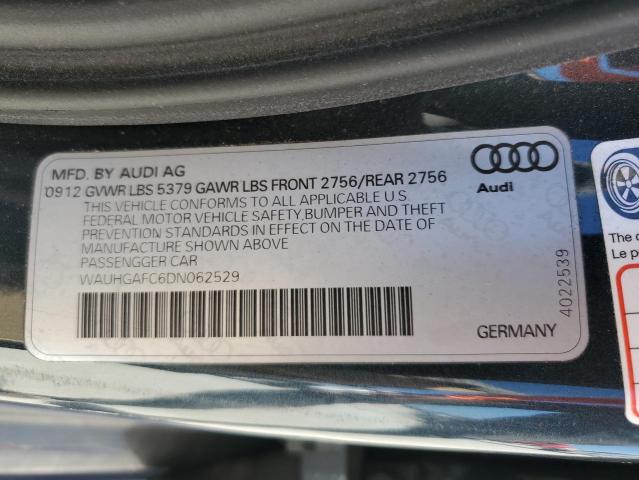 MFD. BY AUDI AG
0912 GVWR LBS 5379 GAWR LBS FRONT 2756/REAR 2756
THIS VEHICLE CONFORMS TO ALL APPLICABLE U.S.
FEDERAL MOTOR VEHICLE SAFETY,BUMPER AND THEFT
PREVENTION STANDARDS IN EFFECT ON THE DATE OF
MANUFACTURE SHOWN ABOVE
PASSENGGER CAR
WAUHGAFC6DN062529
Audi
4022539
GERMANY
The c
Le p